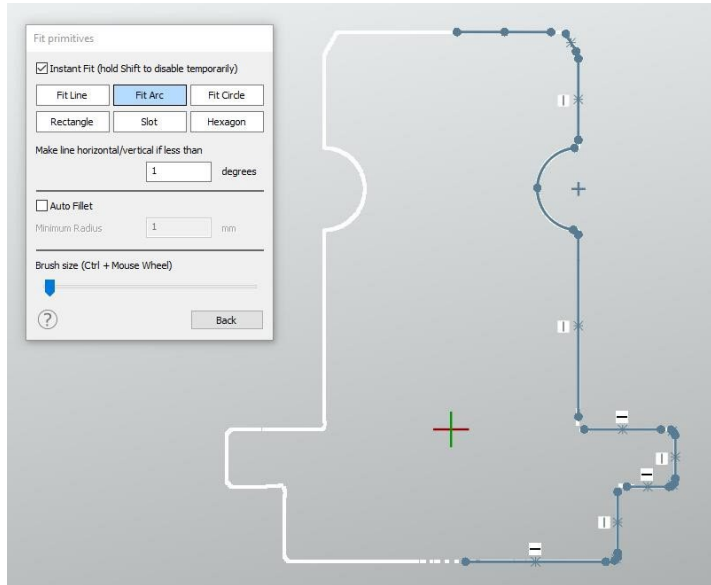 Fit primitives
Instant Fit (hold Shift to disable temporarily)
Fit Line Fit Arc Fit Circle
Rectangle Slot Hexagon
Make line horizontal/vertical if less than
1 degrees
Auto Fillet
Minimum Radius 1 mm
Brush size (Ctrl + Mouse Wheel)
? Back